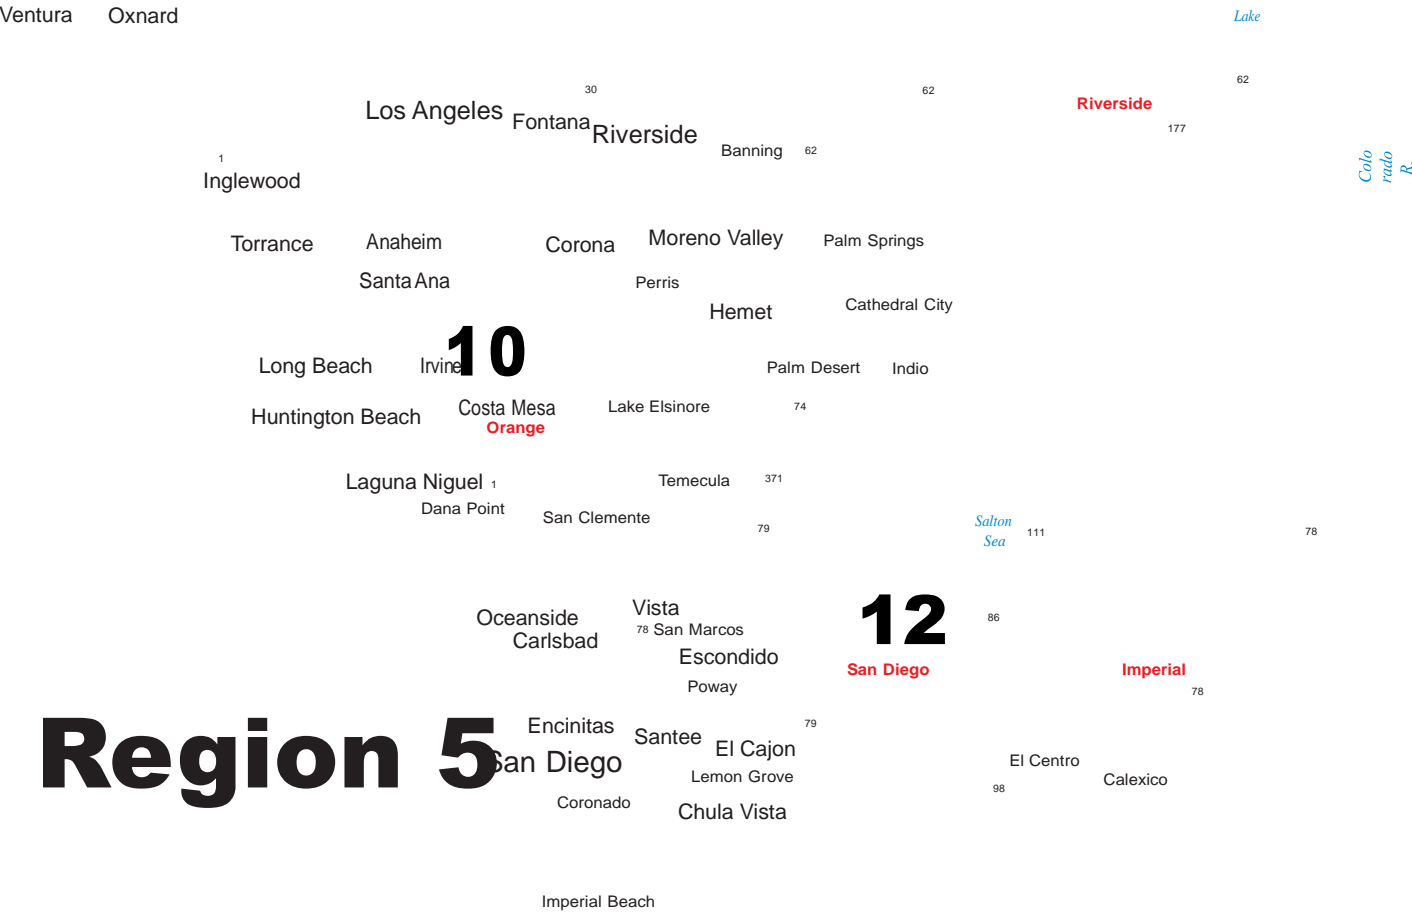 Ventura
Oxnard
Lake
62
30
62
Riverside
Los Angeles
Fontana
Riverside
177
Banning
62
Colo
rado
R.
1
Inglewood
Torrance
Anaheim
Corona
Moreno Valley
Palm Springs
Santa Ana
Perris
Hemet
Cathedral City
10
Long Beach
Irvine
Palm Desert
Indio
Huntington Beach
Costa Mesa
Orange
Lake Elsinore
74
Laguna Niguel
1
Temecula
371
Dana Point
San Clemente
79
Salton
Sea
111
78
Oceanside
Carlsbad
Vista
78
San Marcos
12
86
Escondido
San Diego
Imperial
Poway
78
Region 5
Encinitas
Santee
79
El Cajon
San Diego
Lemon Grove
El Centro
Calexico
98
Coronado
Chula Vista
Imperial Beach